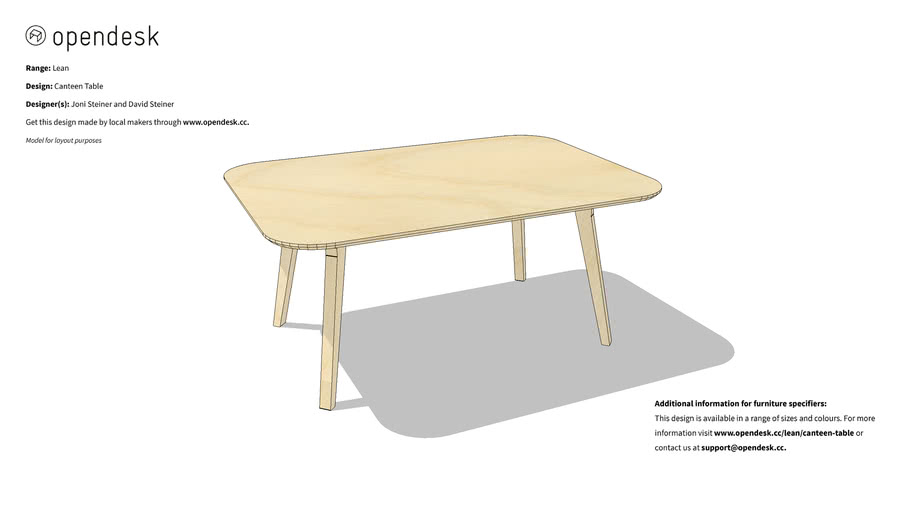 opendesk
Range: Lean
Design: Canteen Table
Designer(s): Joni Steiner and David Steiner
Get this design made by local makers through www.opendesk.cc.
Model for layout purposes
Additional information for furniture specifiers:
This design is available in a range of sizes and colours. For more
information visit www.opendesk.cc/lean/canteen-table or
contact us at support@opendesk.cc.